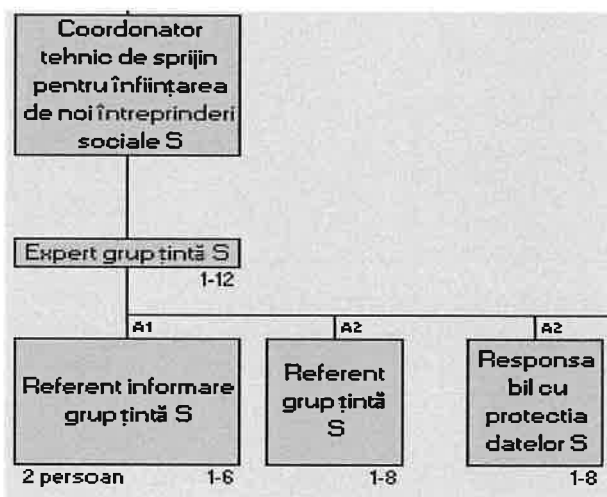 Coordonator
tehnic de sprijin
pentru înființarea
de noi întreprinderi
sociale S
Expert grup țintă S
1-12
A1
A2
A2
Referent informare
grup țintă S
Referent
grup țintă
S
Responsa
bil cu
protectia
datelor S
2 persoan
1-6
1-8
1-8